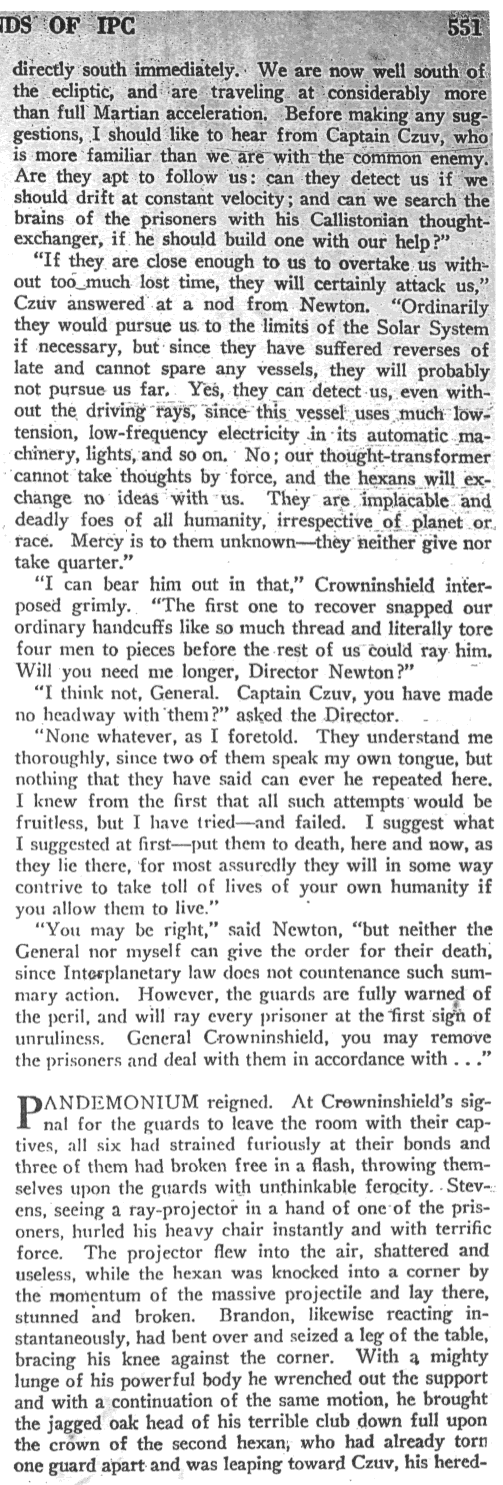 NDS OF IPC 551
directly south immediately. We are now well south of
the ecliptic, and are traveling at considerably more
than full Martian acceleration. Before making any sug-
gestions, I should like to hear from Captain Czuv, who
is more familiar than we are with the common enemy.
Are they apt to follow us: can they detect us if we
should drift at constant velocity; and can we search the
brains of the prisoners with his Callistonian thought-
exchanger, if he should build one with our help?"
"If they are close enough to us to overtake us with-
out too much lost time, they will certainly attack us,"
Czuv answered at a nod from Newton. "Ordinarily
they would pursue us to the limits of the Solar System
if necessary, but since they have suffered reverses of
late and cannot spare any vessels, they will probably
not pursue us far. Yes, they can detect us, even with-
out the driving rays, since this vessel uses much low-
tension, low-frequency electricity in its automatic ma-
chinery, lights, and so on. No; our thought-transformer
cannot take thoughts by force, and the hexans will ex-
change no ideas with us. They are implacable and
deadly foes of all humanity, irrespective of planet or
race. Mercy is to them unknown—they neither give nor
take quarter."
"I can bear him out in that," Crowninshield inter-
posed grimly. "The first one to recover snapped our
ordinary handcuffs like so much thread and literally tore
four men to pieces before the rest of us could ray him.
Will you need me longer, Director Newton?"
"I think not, General. Captain Czuv, you have made
no headway with them?" asked the Director.
"None whatever, as I foretold. They understand me
thoroughly, since two of them speak my own tongue, but
nothing that they have said can ever he repeated here.
I knew from the first that all such attempts would be
fruitless, but I have tried—and failed. I suggest what
I suggested at first—put them to death, here and now, as
they lie there, for most assuredly they will in some way
contrive to take toll of lives of your own humanity if
you allow them to live."
"You may be right," said Newton, "but neither the
General nor myself can give the order for their death,
since Interplanetary law does not countenance such sum-
mary action. However, the guards are fully warned of
the peril, and will ray every prisoner at the first sign of
unruliness. General Crowninshield, you may remove
the prisoners and deal with them in accordance with . . ."
PANDEMONIUM reigned. At Crowninshield's sig-
nal for the guards to leave the room with their cap-
tives, all six had strained furiously at their bonds and
three of them had broken free in a flash, throwing them-
selves upon the guards with unthinkable ferocity. Stev-
ens, seeing a ray-projector in a hand of one of the pris-
oners, hurled his heavy chair instantly and with terrific
force. The projector flew into the air, shattered and
useless, while the hexan was knocked into a corner by
the momentum of the massive projectile and lay there,
stunned and broken. Brandon, likewise reacting in-
stantaneously, had bent over and seized a leg of the table,
bracing his knee against the corner. With a mighty
lunge of his powerful body he wrenched out the support
and with a continuation of the same motion, he brought
the jagged oak head of his terrible club down full upon
the crown of the second hexan, who had already torn
one guard apart and was leaping toward Czuv, his hered-